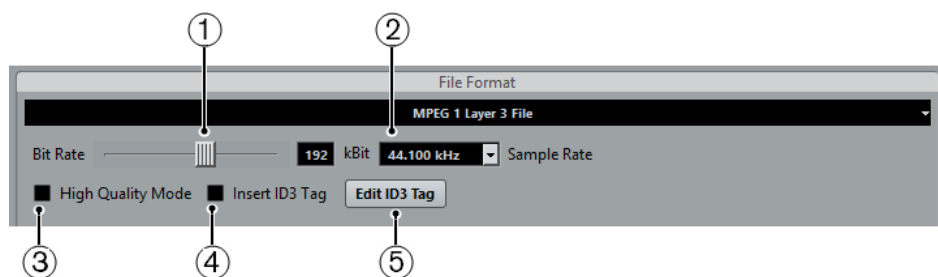 1 2
File Format
MPEG 1 Layer 3 File
Bit Rate 192 kBit 44.100 kHz Sample Rate
High Quality Mode Insert ID3 Tag Edit ID3 Tag
3 4 5